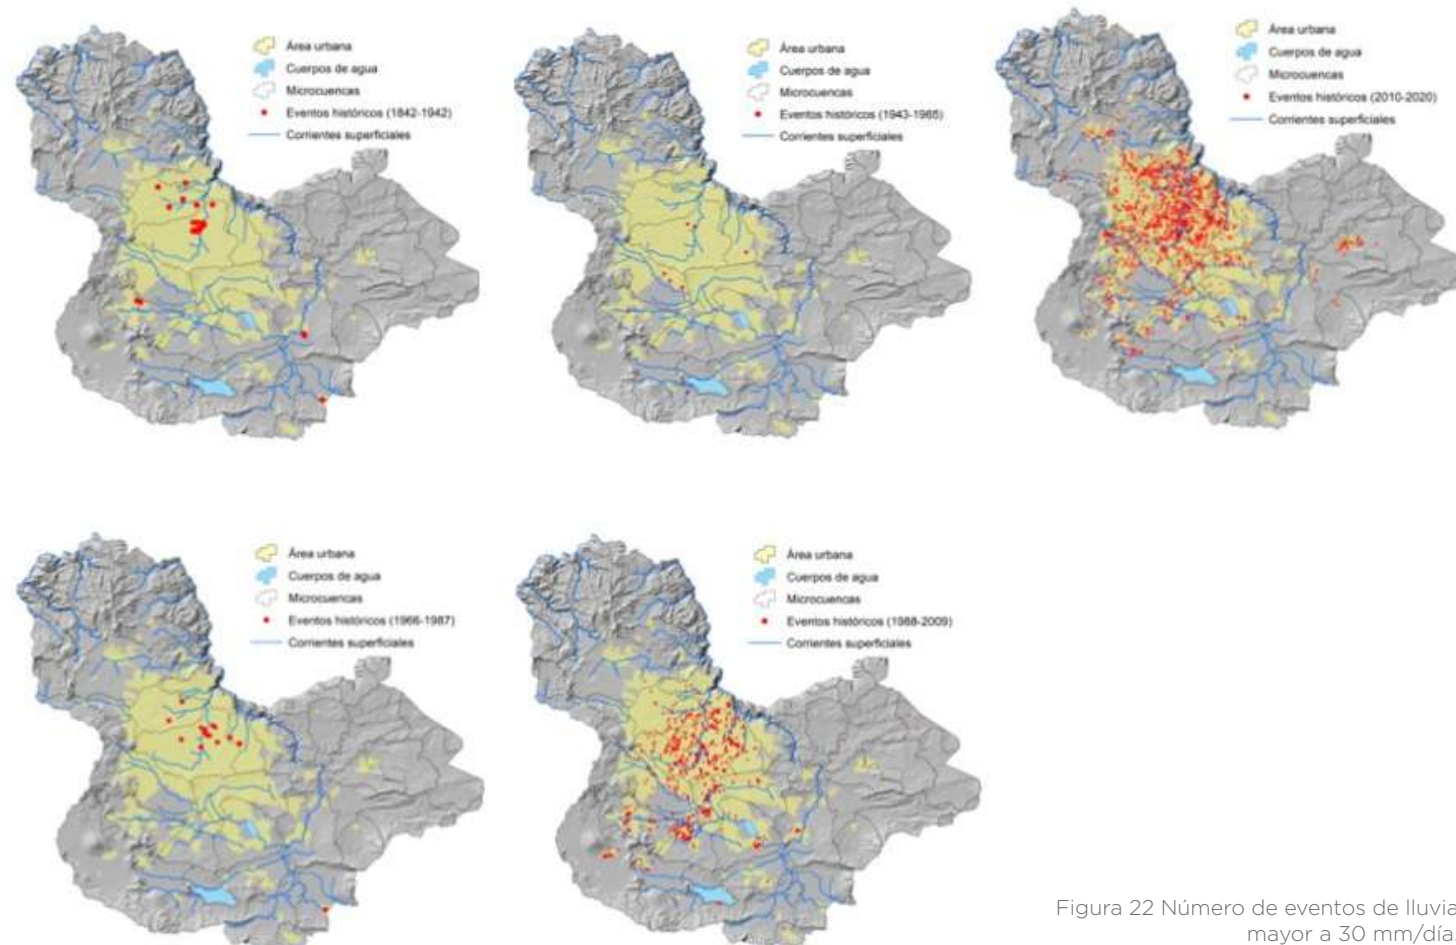 Área urbana
Cuerpos de agua
Microcuencas
Eventos históricos (1842-1942)
Corrientes superficiales
Área urbana
Cuerpos de agua
Microcuencas
Eventos históricos (1943-1965)
Corrientes superficiales
Área urbana
Cuerpos de agua
Microcuencas
Eventos históricos (2010-2020)
Corrientes superficiales
Área urbana
Cuerpos de agua
Microcuencas
Eventos históricos (1966-1987)
Corrientes superficiales
Área urbana
Cuerpos de agua
Microcuencas
Eventos históricos (1988-2009)
Corrientes superficiales
Figura 22 Número de eventos de lluvia
mayor a 30 mm/día.